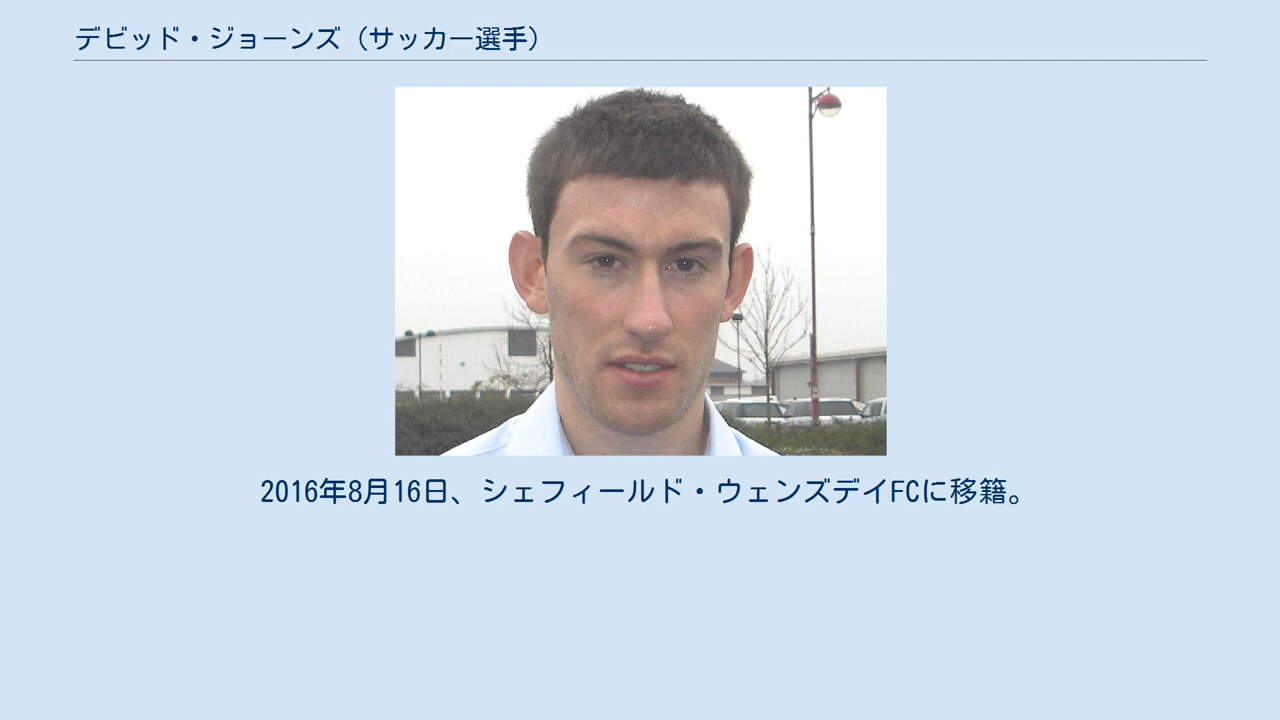 デビッド・ジョーンズ（サッカー選手）
2016年8月16日、シェフィールド・ウェンズデイFCに移籍。